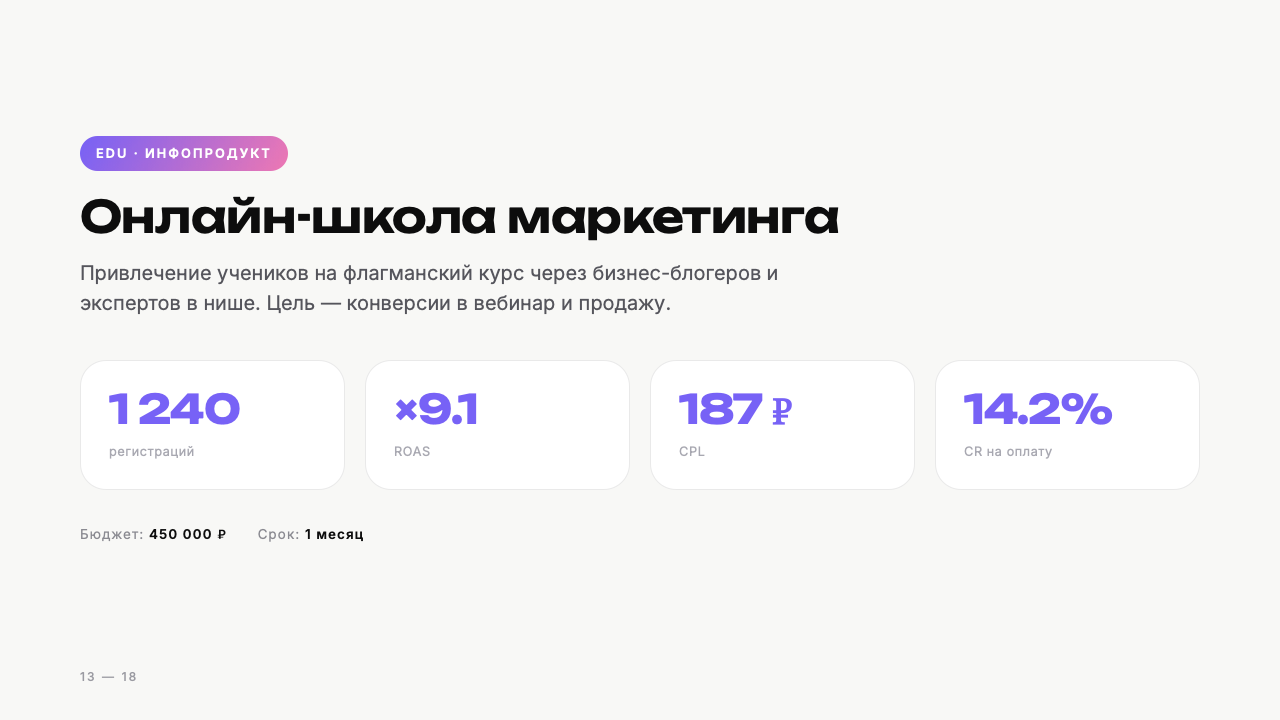 EDU · ИНФОПРОДУКТ
Онлайн-школа маркетинга
Привлечение учеников на флагманский курс через бизнес-блогеров и
экспертов в нише. Цель — конверсии в вебинар и продажу.
1 240
регистраций
×9.1
ROAS
187 ₽
CPL
14.2%
CR на оплату
Бюджет: 450 000 ₽ Срок: 1 месяц
13 — 18